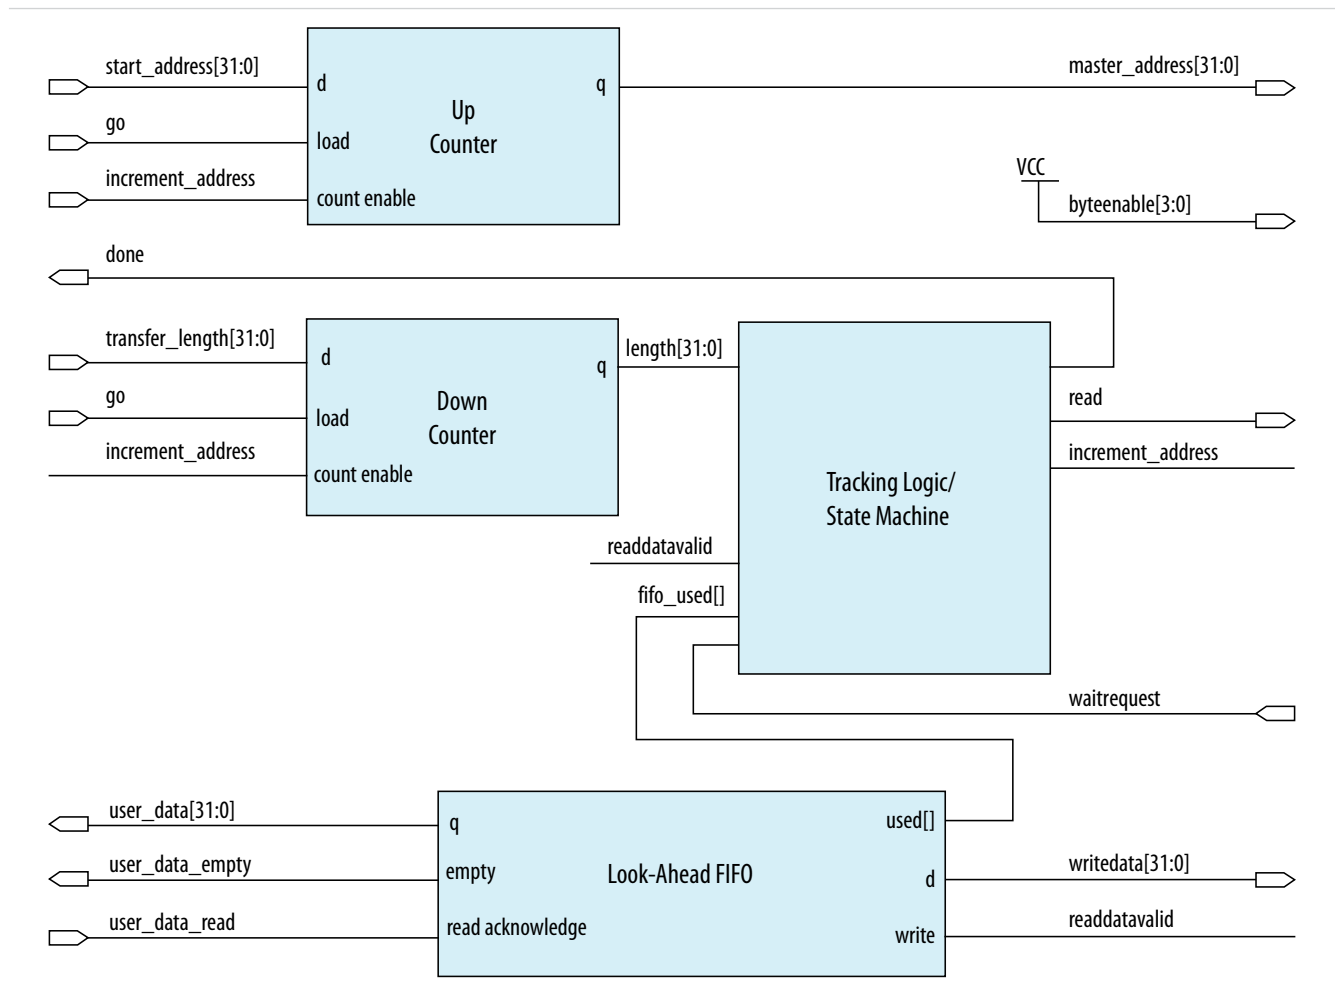 start_address[31:0]
d
q
master_address[31:0]
go
load
Up
Counter
increment_address
count enable
VCC
byteenable[3:0]
done
transfer_length[31:0]
d
q
length[31:0]
go
load
Down
Counter
read
increment_address
count enable
increment_address
Tracking Logic/
State Machine
readdatavalid
fifo_used[]
waitrequest
user_data[31:0]
q
used[]
user_data_empty
empty
Look-Ahead FIFO
d
writedata[31:0]
user_data_read
read acknowledge
write
readdatavalid